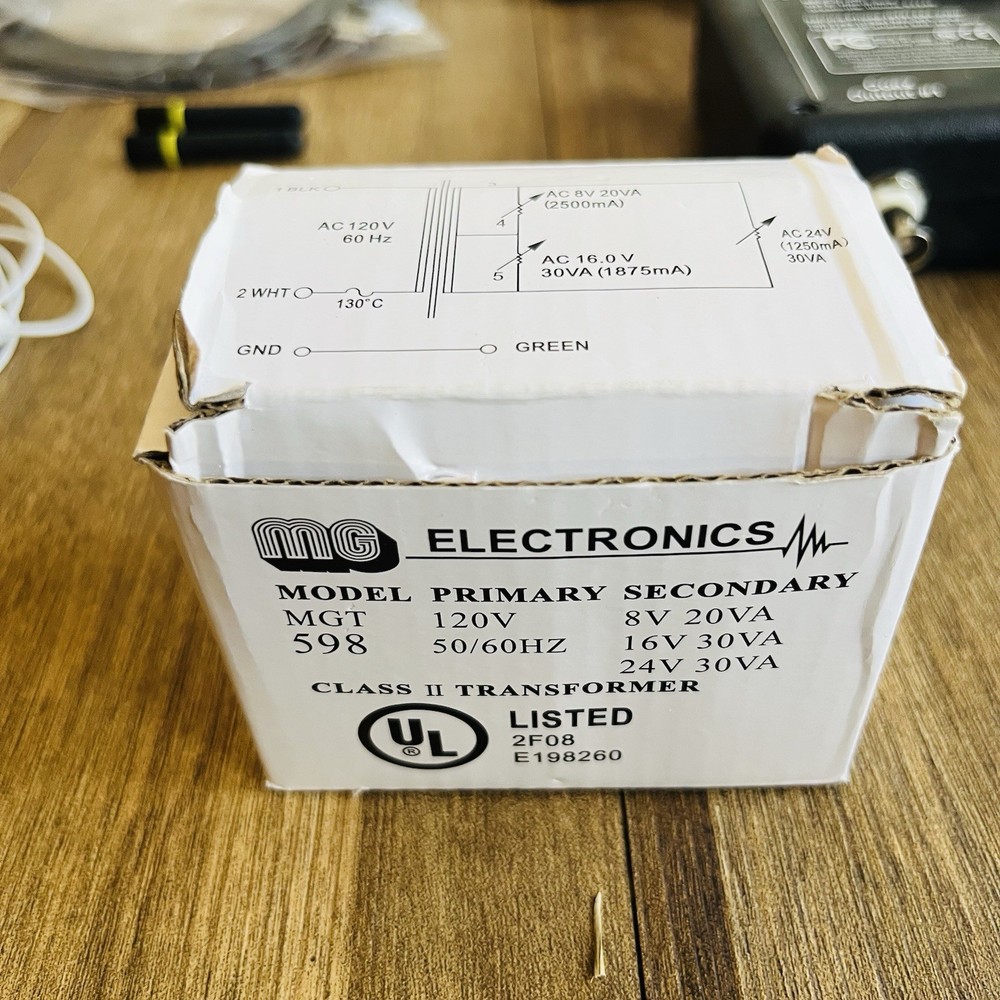 1 BLK
AC 120V
60 Hz
2 WHT
130°C
GND
GREEN
3
4
5
AC 8V 20VA
(2500mA)
AC 16.0 V
30VA (1875mA)
AC 24V
(1250mA)
30VA
MG ELECTRONICS
MODEL PRIMARY SECONDARY
MGT 120V 8V 20VA
598 50/60HZ 16V 30VA
24V 30VA
CLASS II TRANSFORMER
UL ® LISTED
2F08
E198260
FC